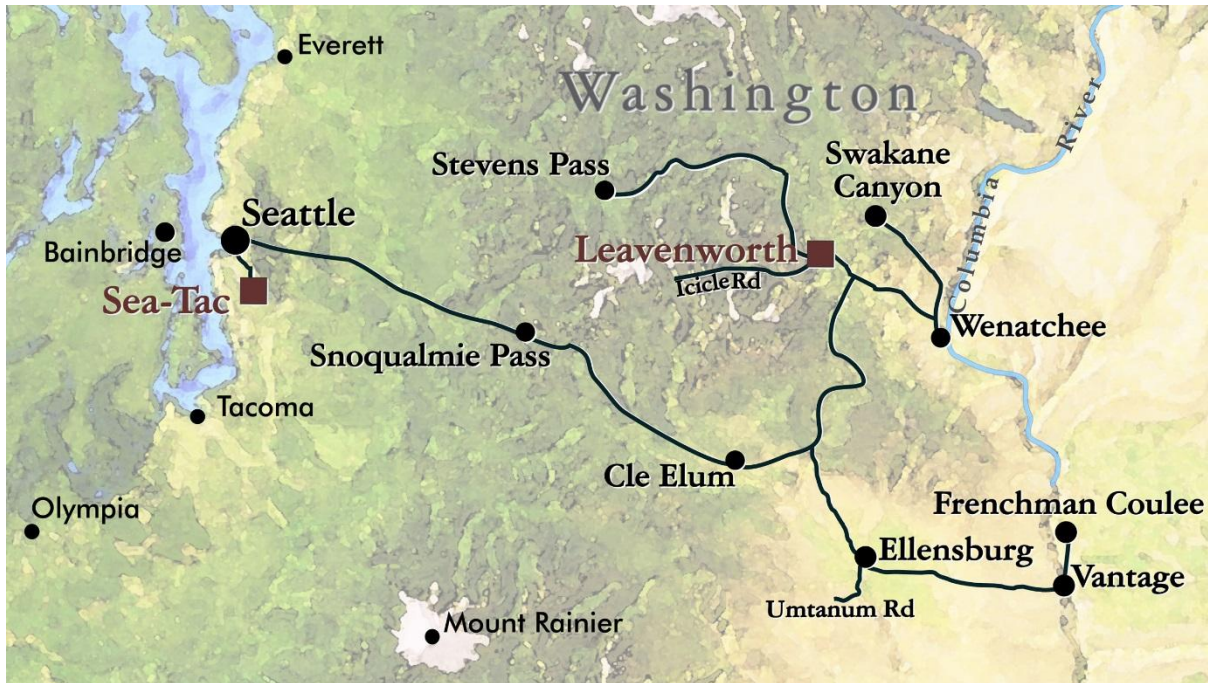 Everett
Washington
Columbia River
Stevens Pass
Swakane
Canyon
Seattle
Bainbridge
Leavenworth
Icicle Rd
Sea-Tac
Wenatchee
Snoqualmie Pass
Tacoma
Cle Elum
Olympia
Frenchman Coulee
Ellensburg
Vantage
Umtanum Rd
Mount Rainier